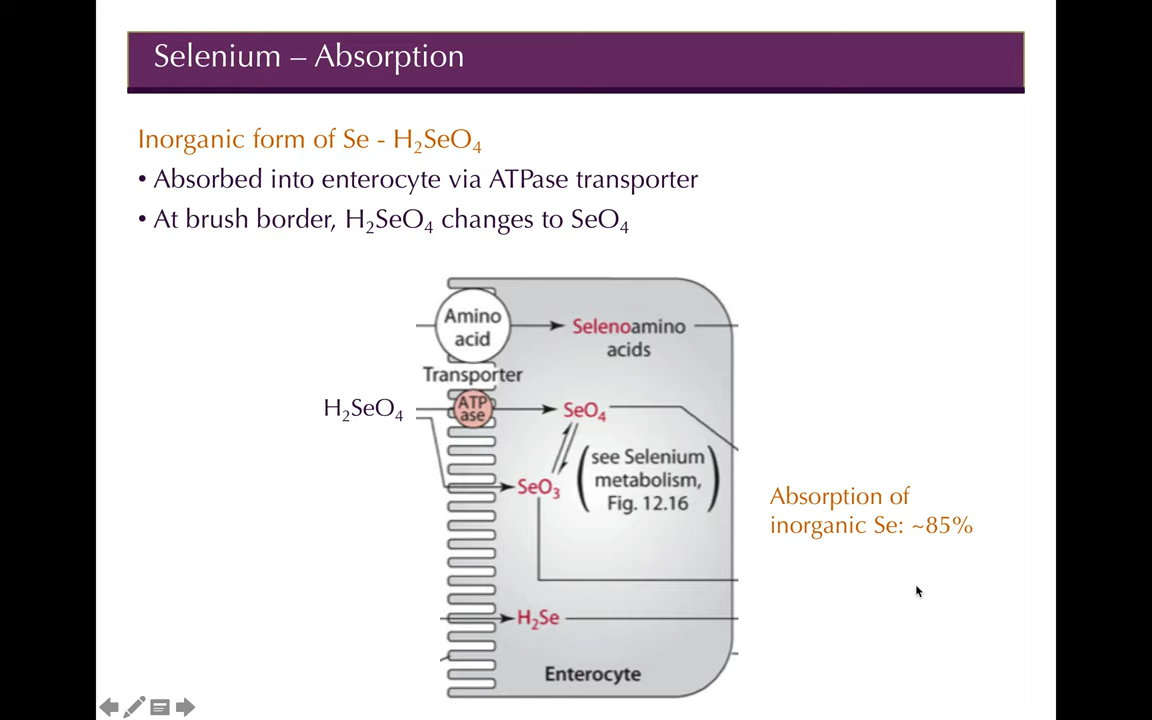 Selenium – Absorption
Inorganic form of Se - H₂SeO₄
• Absorbed into enterocyte via ATPase transporter
• At brush border, H₂SeO₄ changes to SeO₄
Amino
acid
Selenoamino
acids
Transporter
H₂SeO₄
ATP
ase
SeO₄
(see Selenium
metabolism,
Fig. 12.16)
SeO₃
Absorption of
inorganic Se: ~85%
H₂Se
Enterocyte